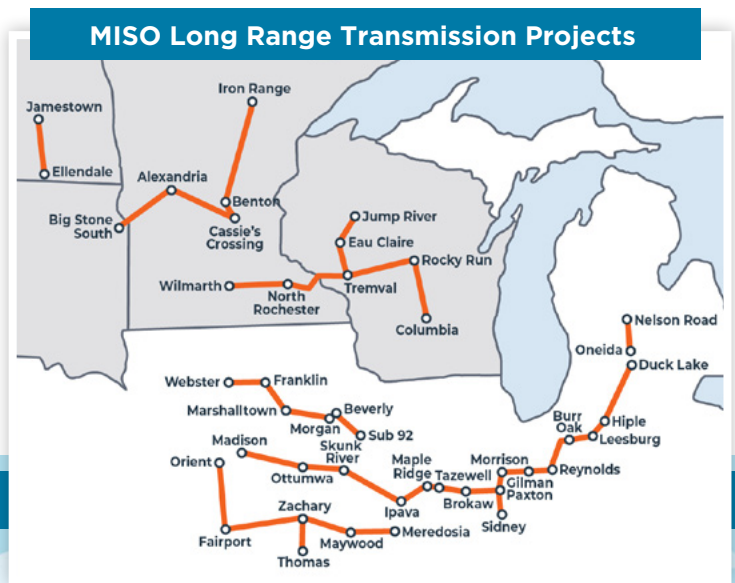 MISO Long Range Transmission Projects
Iron Range
Jamestown
Ellendale
Alexandria
Benton
Big Stone
South
Cassie's
Crossing
Jump River
Eau Claire
Rocky Run
Wilmarth
North
Rochester
Tremval
Columbia
Nelson Road
Oneida
Duck Lake
Webster
Franklin
Marshalltown
Beverly
Morgan
Sub 92
Skunk
River
Burr
Oak
Hiple
Leesburg
Madison
Orient
Ottumwa
Maple
Ridge
Tazewell
Morrison
Reynolds
Gilman
Paxton
Brokaw
Ipava
Sidney
Zachary
Fairport
Thomas
Maywood
Meredosia